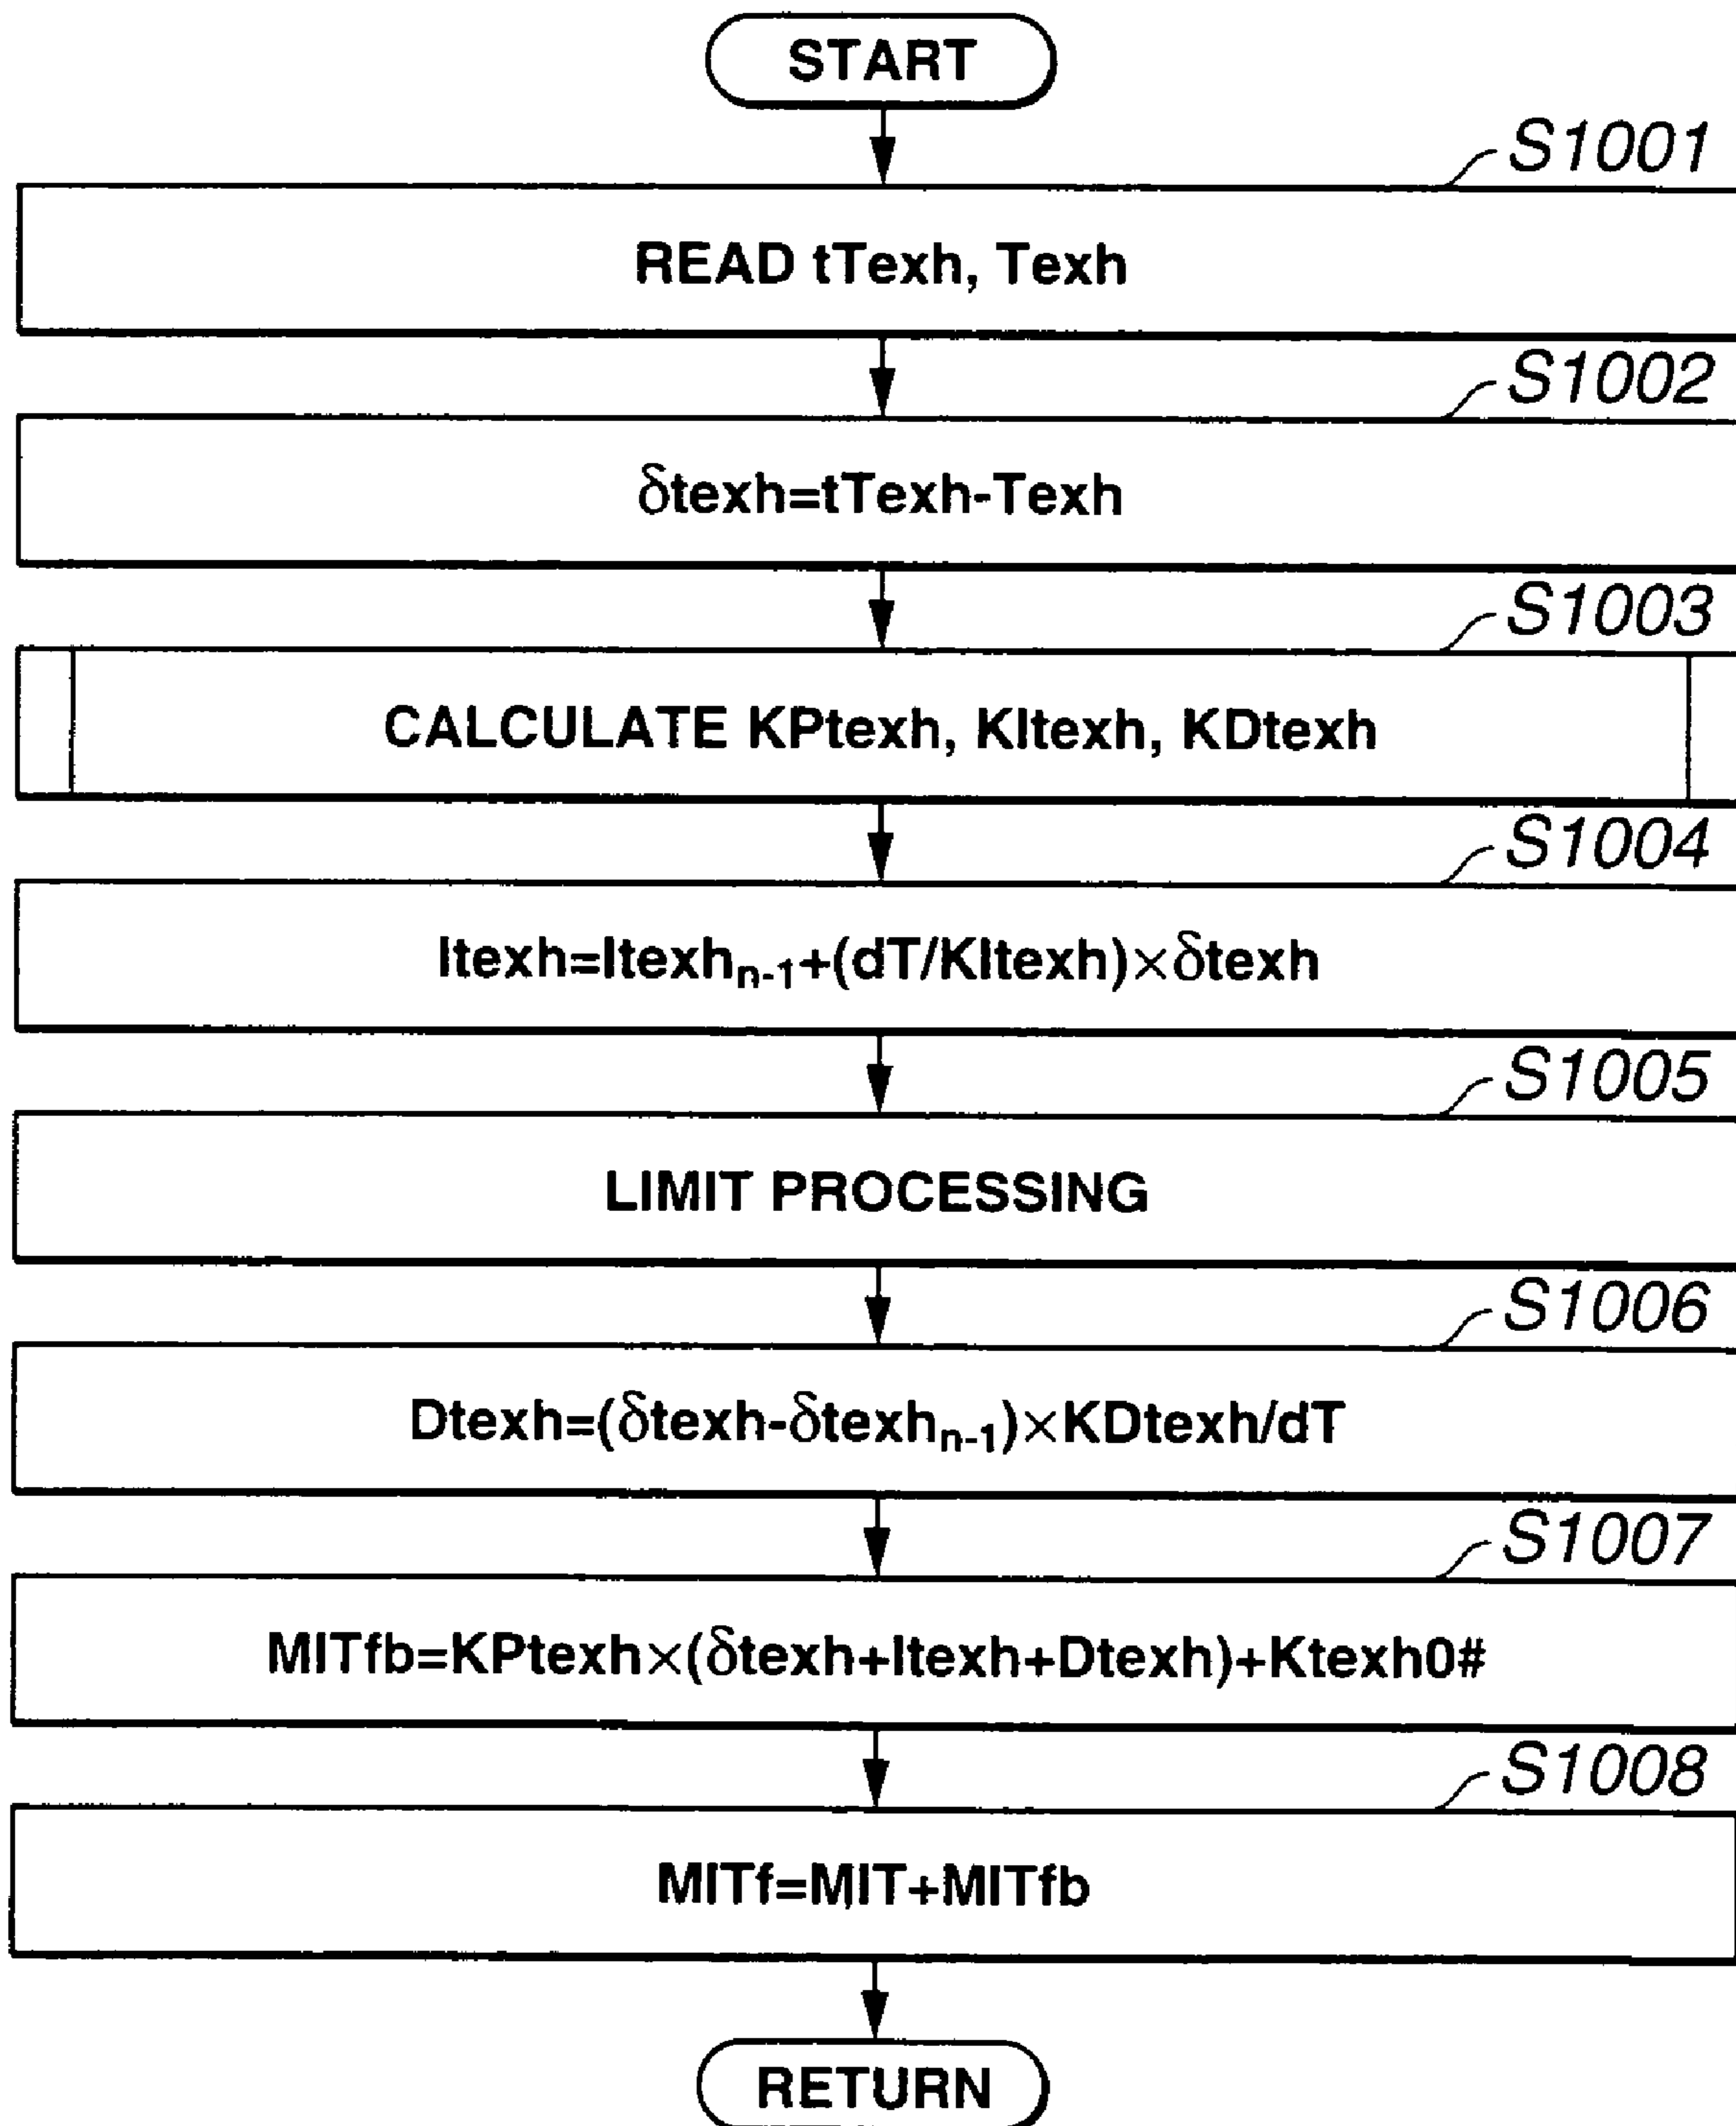 START
S1001
READ tTexh, Texh
S1002
δtexh=tTexh-Texh
S1003
CALCULATE KPtexh, KItexh, KDtexh
S1004
Itexh=Itexhn-1+(dT/KItexh)×δtexh
S1005
LIMIT PROCESSING
S1006
Dtexh=(δtexh-δtexhn-1)×KDtexh/dT
S1007
MITfb=KPtexh×(δtexh+Itexh+Dtexh)+Ktexh0#
S1008
MITf=MIT+MITfb
RETURN